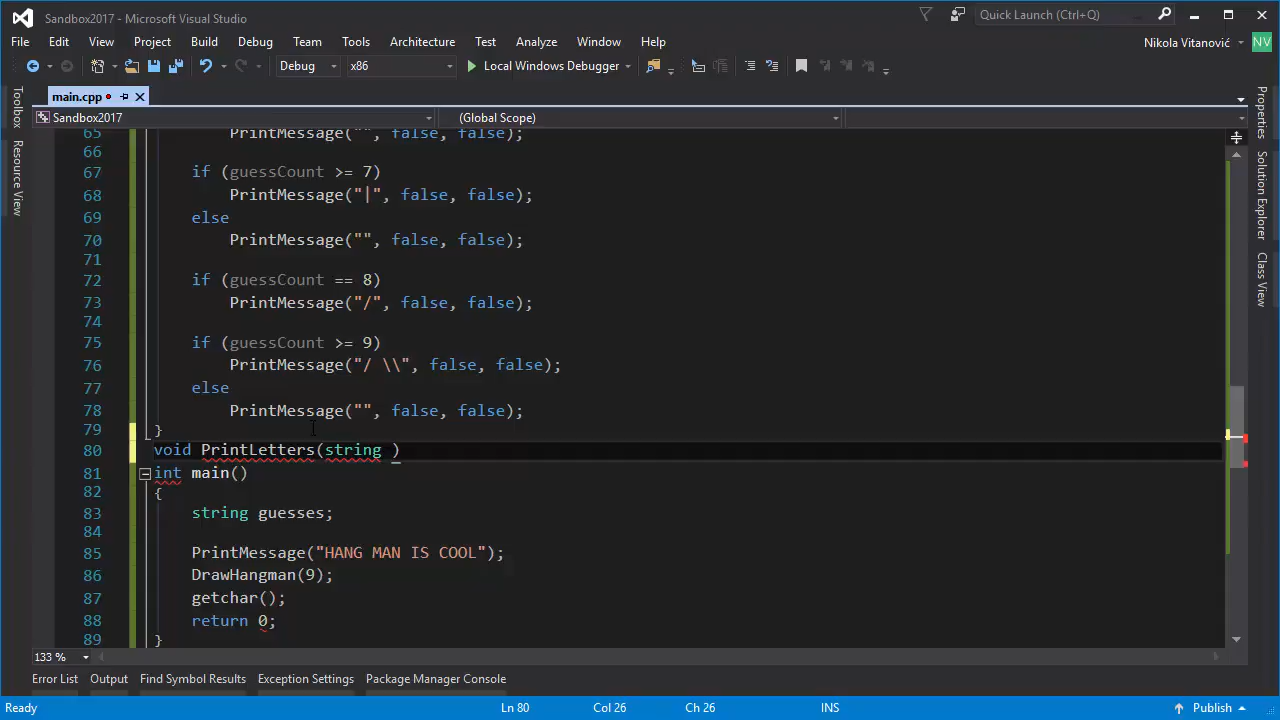 Sandbox2017 - Microsoft Visual Studio
Quick Launch (Ctrl+Q)
File Edit View Project Build Debug Team Tools Architecture Test Analyze Window Help
Nikola Vitanović NV
Debug x86 Local Windows Debugger
main.cpp
Sandbox2017 (Global Scope)
Toolbox
Resource View
Properties
Solution Explorer
Class View
65 PrintMessage("", false, false);
66
67 if (guessCount >= 7)
68 PrintMessage("|", false, false);
69 else
70 PrintMessage("", false, false);
71
72 if (guessCount == 8)
73 PrintMessage("/", false, false);
74
75 if (guessCount >= 9)
76 PrintMessage("/ \\", false, false);
77 else
78 PrintMessage("", false, false);
79 }
80 void PrintLetters(string )
81 int main()
82 {
83 string guesses;
84
85 PrintMessage("HANG MAN IS COOL");
86 DrawHangman(9);
87 getchar();
88 return 0;
89 }
133 %
Error List Output Find Symbol Results Exception Settings Package Manager Console
Ready Ln 80 Col 26 Ch 26 INS Publish